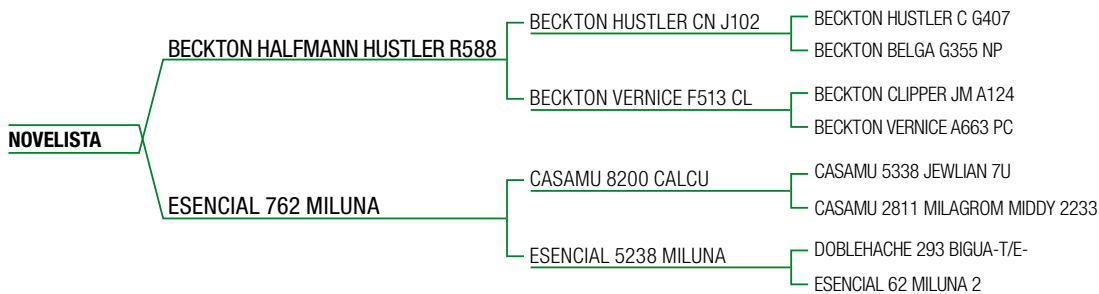 BECKTON HUSTLER C G407
BECKTON HUSTLER CN J102
BECKTON BELGA G355 NP
BECKTON HALFMANN HUSTLER R588
BECKTON CLIPPER JM A124
BECKTON VERNICE F513 CL
BECKTON VERNICE A663 PC
NOVELISTA
CASAMU 5338 JEWLIAN 7U
CASAMU 8200 CALCU
CASAMU 2811 MILAGROM MIDDY 2233
ESENCIAL 762 MILUNA
DOBLEHACHE 293 BIGUA-T/E-
ESENCIAL 5238 MILUNA
ESENCIAL 62 MILUNA 2